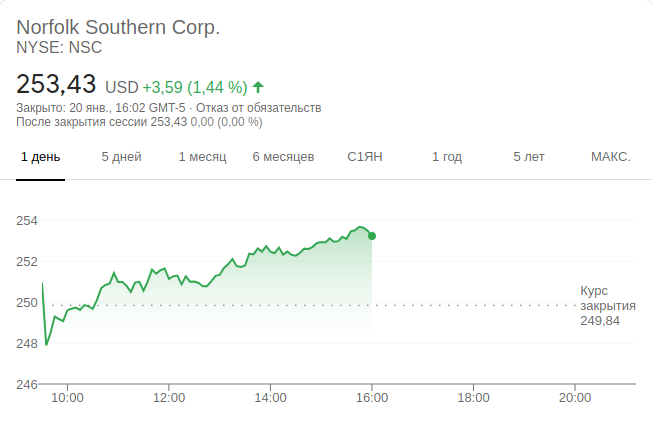 Norfolk Southern Corp.
NYSE: NSC
253,43 USD +3,59 (1,44 %)
Закрыто: 20 янв., 16:02 GMT-5 · Отказ от обязательств
После закрытия сессии 253,43 0,00 (0,00 %)
1 день 5 дней 1 месяц 6 месяцев С1ЯН 1 год 5 лет МАКС.
254
252
250
248
246
Курс
закрытия
249,84
10:00 12:00 14:00 16:00 18:00 20:00